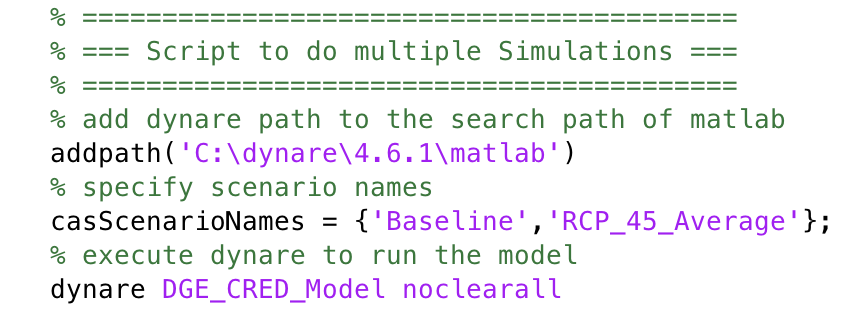 % =========================================
% === Script to do multiple Simulations ===
% =========================================
% add dynare path to the search path of matlab
addpath('C:\dynare\4.6.1\matlab')
% specify scenario names
casScenarioNames = {'Baseline','RCP_45_Average'};
% execute dynare to run the model
dynare DGE_CRED_Model noclearall